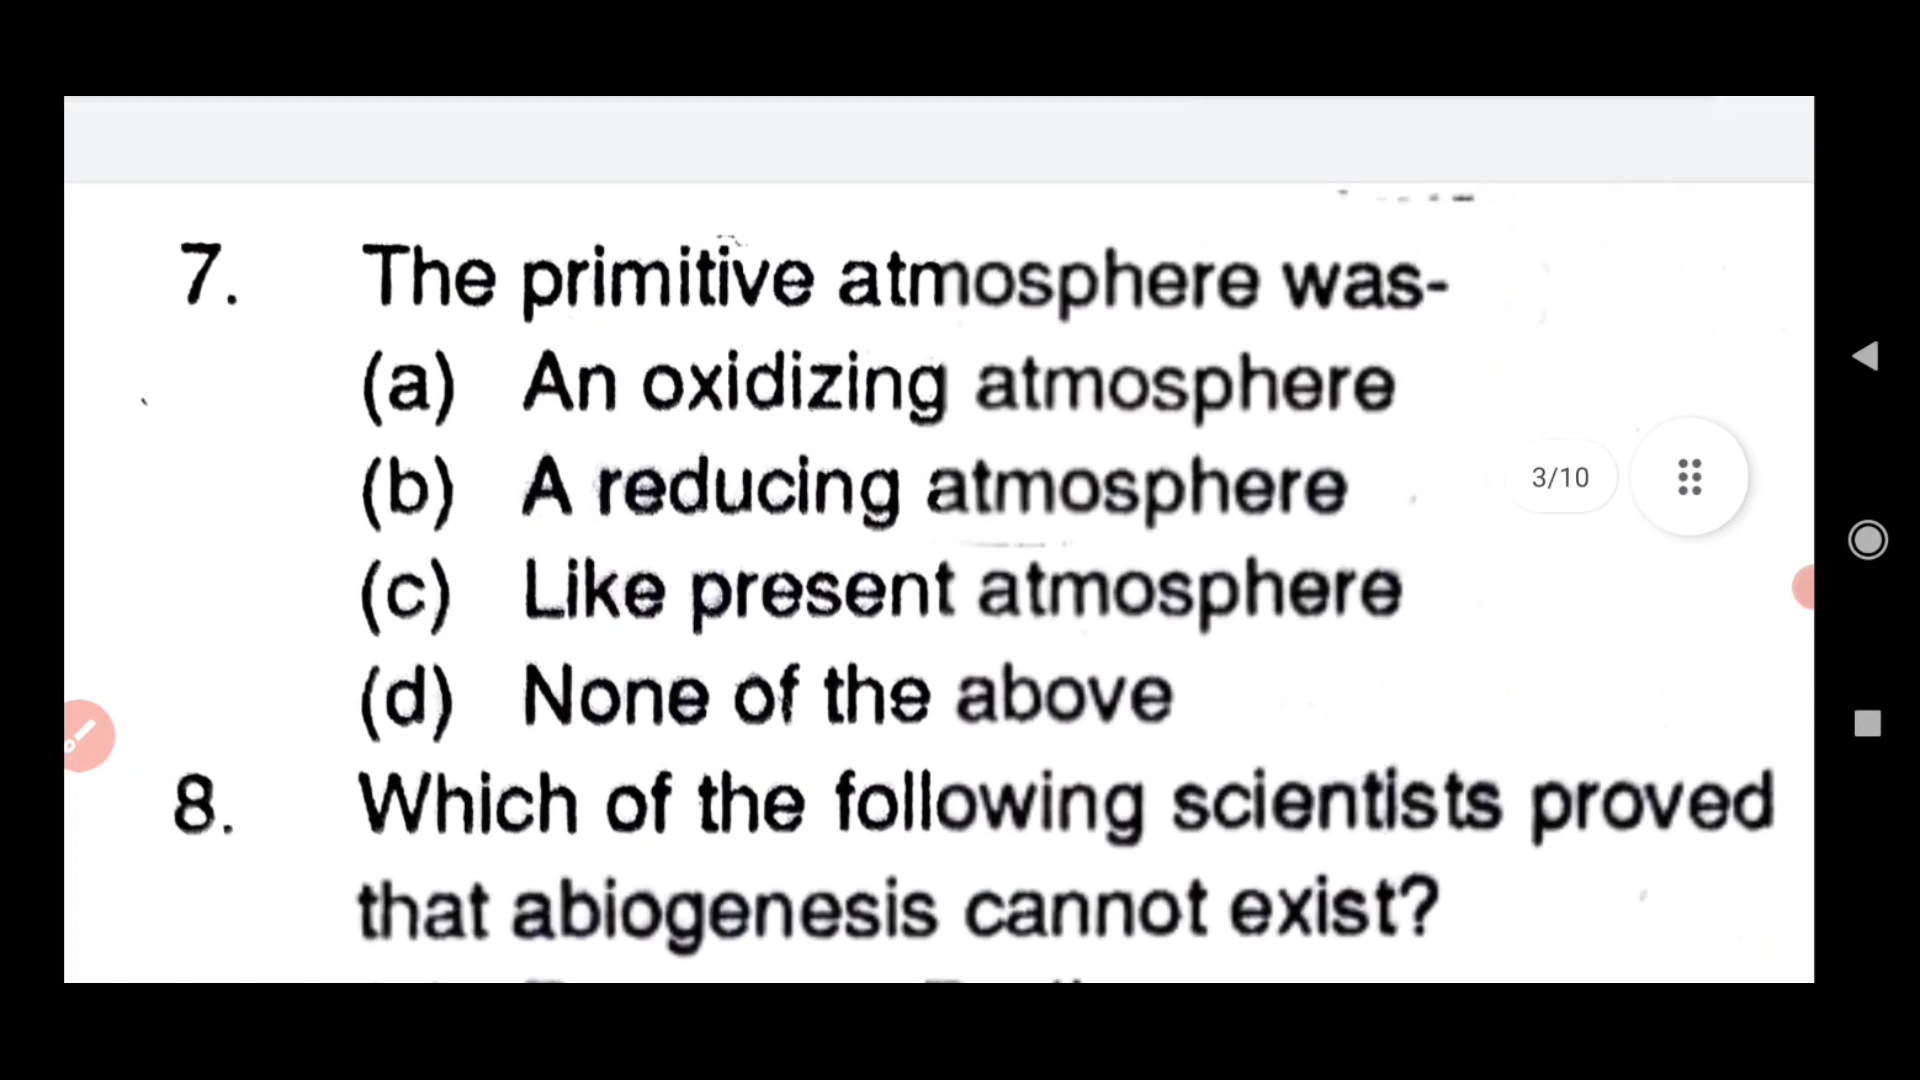 7. The primitive atmosphere was-
(a) An oxidizing atmosphere
(b) A reducing atmosphere
3/10
(c) Like present atmosphere
(d) None of the above
8. Which of the following scientists proved
that abiogenesis cannot exist?